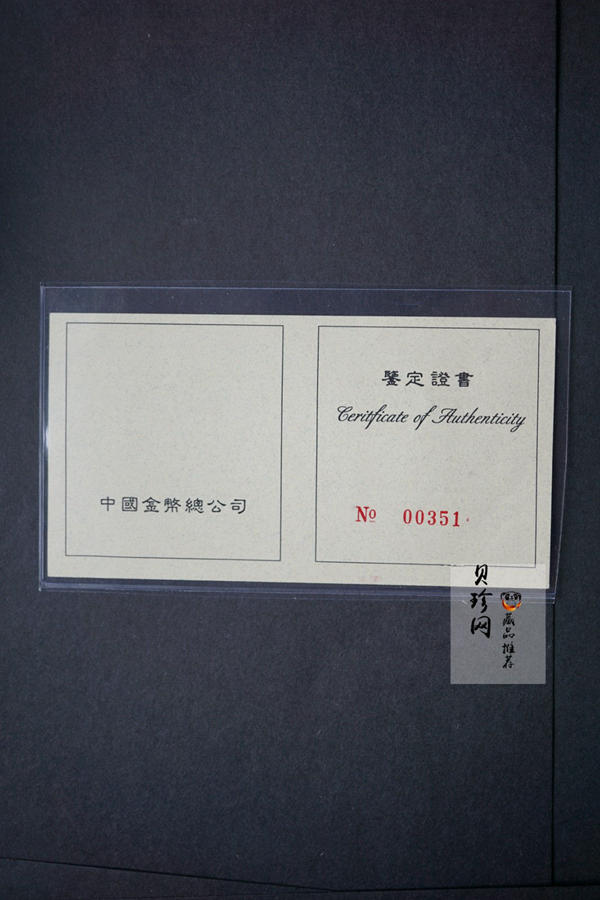 中國金幣總公司
鑒定證書
Ceritficate of Authenticity
Nº 00351
贝珍网
藏品推荐